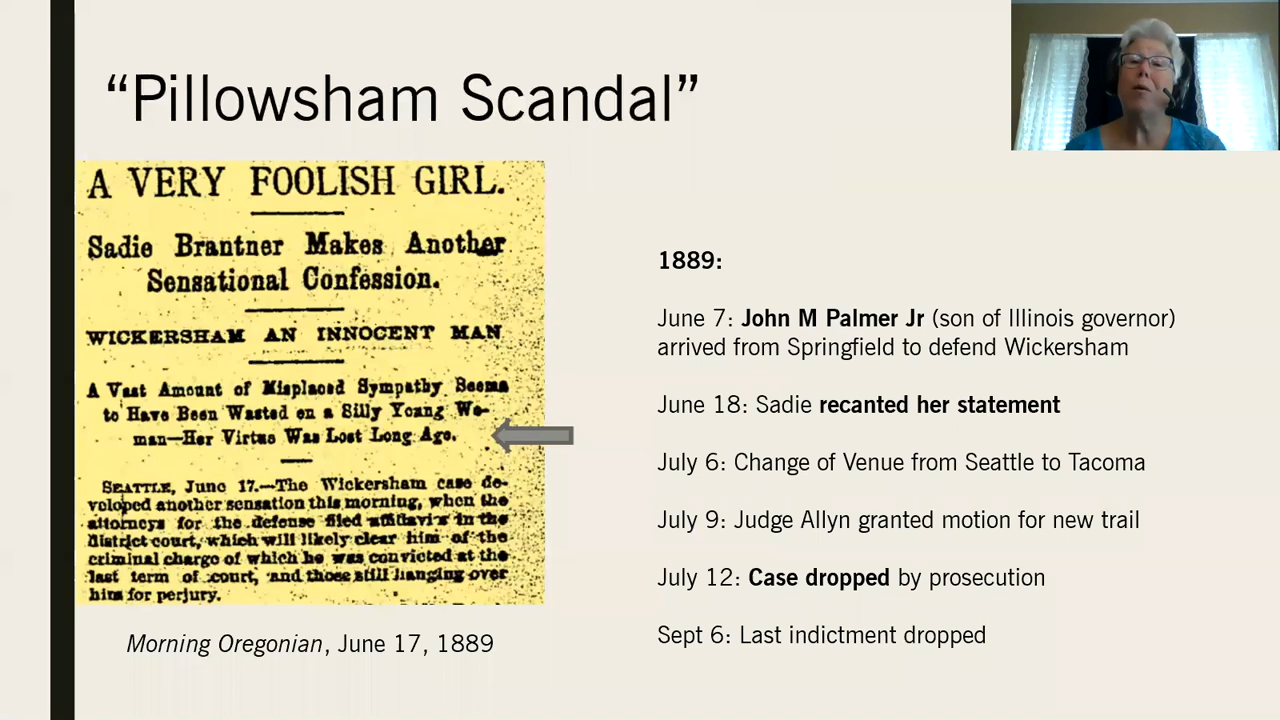 “Pillowsham Scandal”
A VERY FOOLISH GIRL.
Sadie Brantner Makes Another
Sensational Confession.
WICKERSHAM AN INNOCENT MAN
A Vast Amount of Misplaced Sympathy Seems
to Have Been Wasted on a Silly Young Wo-
man—Her Virtue Was Lost Long Ago.
SEATTLE, June 17.—The Wickersham case de-
veloped another sensation this morning, when the
attorneys for the defense filed affidavits in the
district court, which will likely clear him of the
criminal charge of which he was convicted at the
last term of court, and those still hanging over
him for perjury.
Morning Oregonian, June 17, 1889
1889:
June 7: John M Palmer Jr (son of Illinois governor)
arrived from Springfield to defend Wickersham
June 18: Sadie recanted her statement
July 6: Change of Venue from Seattle to Tacoma
July 9: Judge Allyn granted motion for new trail
July 12: Case dropped by prosecution
Sept 6: Last indictment dropped